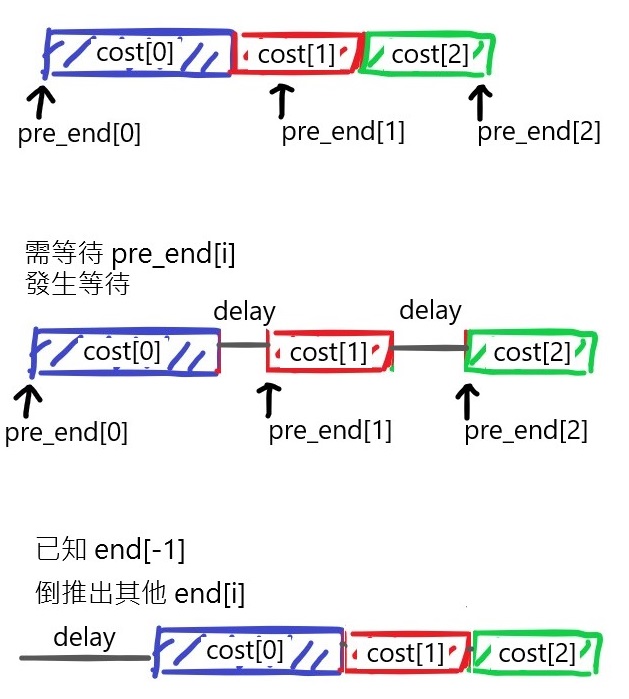 cost[0] cost[1] cost[2]
pre_end[0] pre_end[1] pre_end[2]
需等待 pre_end[i]
發生等待
delay delay
cost[0] cost[1] cost[2]
pre_end[0] pre_end[1] pre_end[2]
已知 end[-1]
倒推出其他 end[i]
delay
cost[0] cost[1] cost[2]